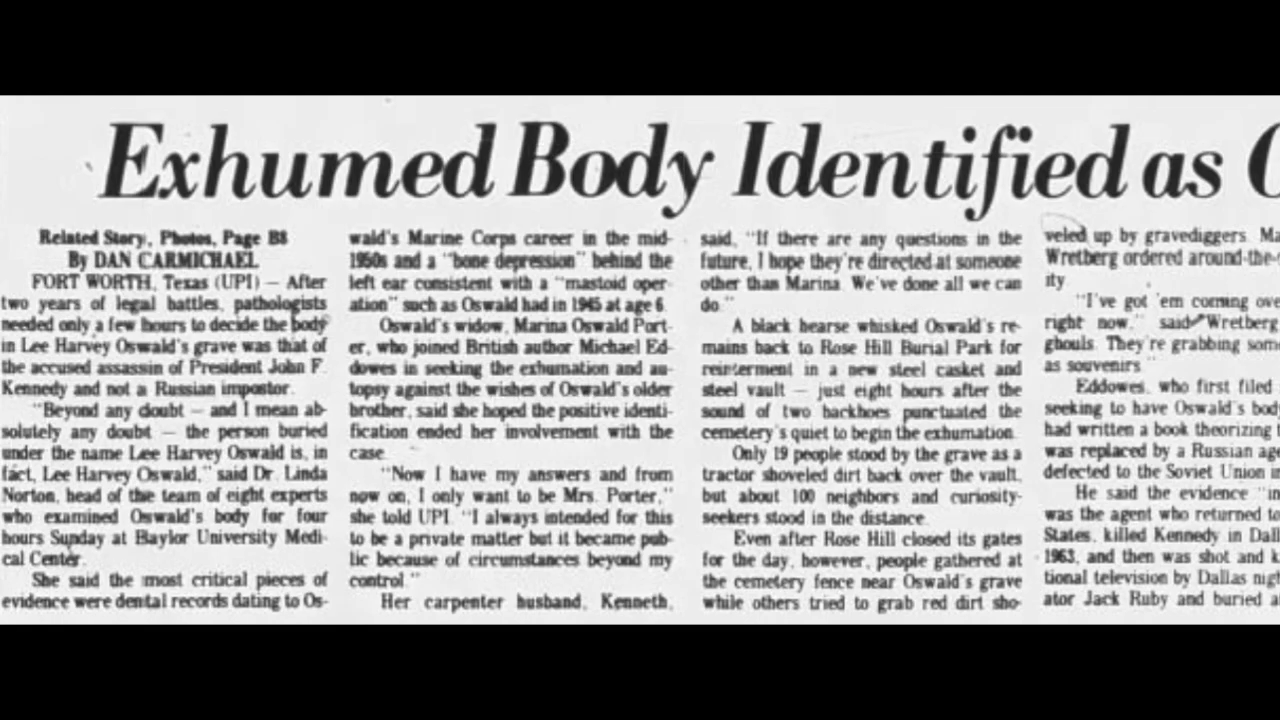 Exhumed Body Identified as O
Related Story, Photos, Page B8
By DAN CARMICHAEL
FORT WORTH, Texas (UPI) — After
two years of legal battles, pathologists
needed only a few hours to decide the body
in Lee Harvey Oswald's grave was that of
the accused assassin of President John F.
Kennedy and not a Russian impostor.
"Beyond any doubt — and I mean ab-
solutely any doubt — the person buried
under the name Lee Harvey Oswald is, in
fact, Lee Harvey Oswald," said Dr. Linda
Norton, head of the team of eight experts
who examined Oswald's body for four
hours Sunday at Baylor University Medi-
cal Center.
She said the most critical pieces of
evidence were dental records dating to Os-
wald's Marine Corps career in the mid-
1950s and a "bone depression" behind the
left ear consistent with a "mastoid oper-
ation" such as Oswald had in 1945 at age 6.
Oswald's widow, Marina Oswald Port-
er, who joined British author Michael Ed-
dowes in seeking the exhumation and au-
topsy against the wishes of Oswald's older
brother, said she hoped the positive identi-
fication ended her involvement with the
case.
"Now I have my answers and from
now on, I only want to be Mrs. Porter,"
she told UPI. "I always intended for this
to be a private matter but it became pub-
lic because of circumstances beyond my
control."
Her carpenter husband, Kenneth,
said, "If there are any questions in the
future, I hope they're directed at someone
other than Marina. We've done all we can
do."
A black hearse whisked Oswald's re-
mains back to Rose Hill Burial Park for
reinterment in a new steel casket and
steel vault — just eight hours after the
sound of two backhoes punctuated the
cemetery's quiet to begin the exhumation.
Only 19 people stood by the grave as a
tractor shoveled dirt back over the vault,
but about 100 neighbors and curiosity-
seekers stood in the distance.
Even after Rose Hill closed its gates
for the day, however, people gathered at
the cemetery fence near Oswald's grave
while others tried to grab red dirt sho-
veled up by gravediggers. Ma
Wretberg ordered around-the-
ity.
"I've got 'em coming ove
right now," said Wretberg
ghouls. They're grabbing som
as souvenirs."
Eddowes, who first filed
seeking to have Oswald's bod
had written a book theorizing
was replaced by a Russian age
defected to the Soviet Union i
He said the evidence "in
was the agent who returned to
States, killed Kennedy in Dall
1963, and then was shot and k
tional television by Dallas nig
ator Jack Ruby and buried a